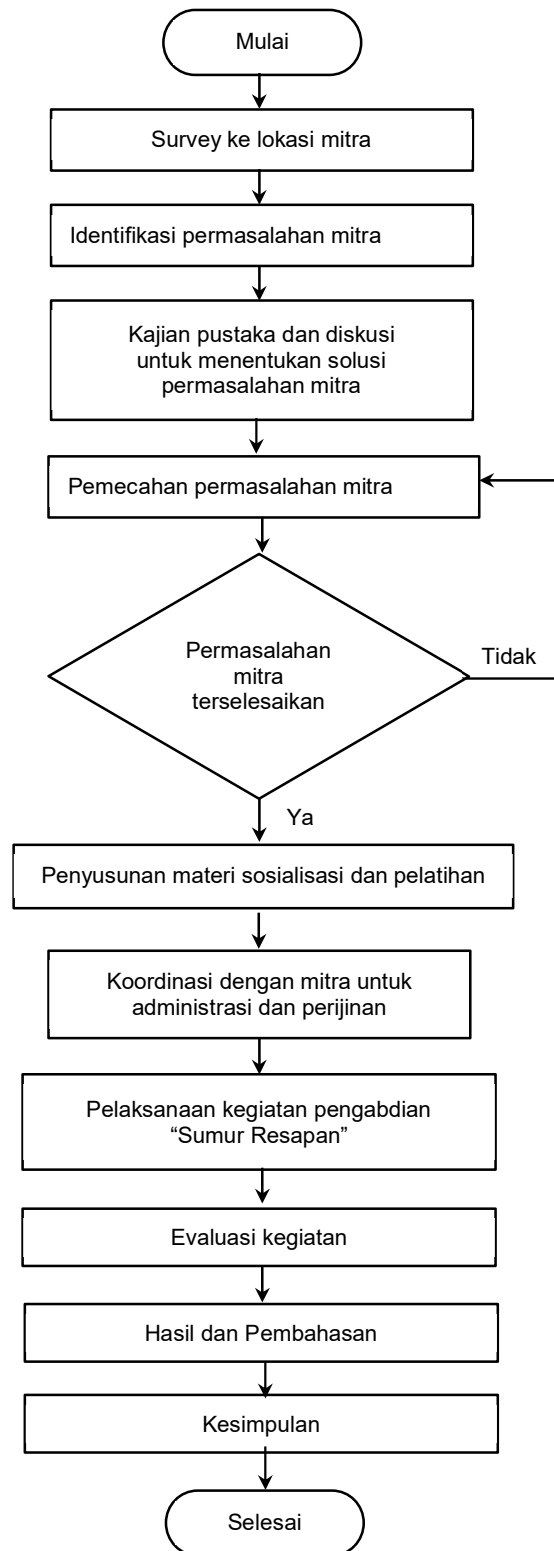 Mulai
Survey ke lokasi mitra
Identifikasi permasalahan mitra
Kajian pustaka dan diskusi
untuk menentukan solusi
permasalahan mitra
Pemecahan permasalahan mitra
Permasalahan
mitra
terselesaikan
Tidak
Ya
Penyusunan materi sosialisasi dan pelatihan
Koordinasi dengan mitra untuk
administrasi dan perijinan
Pelaksanaan kegiatan pengabdian
“Sumur Resapan”
Evaluasi kegiatan
Hasil dan Pembahasan
Kesimpulan
Selesai